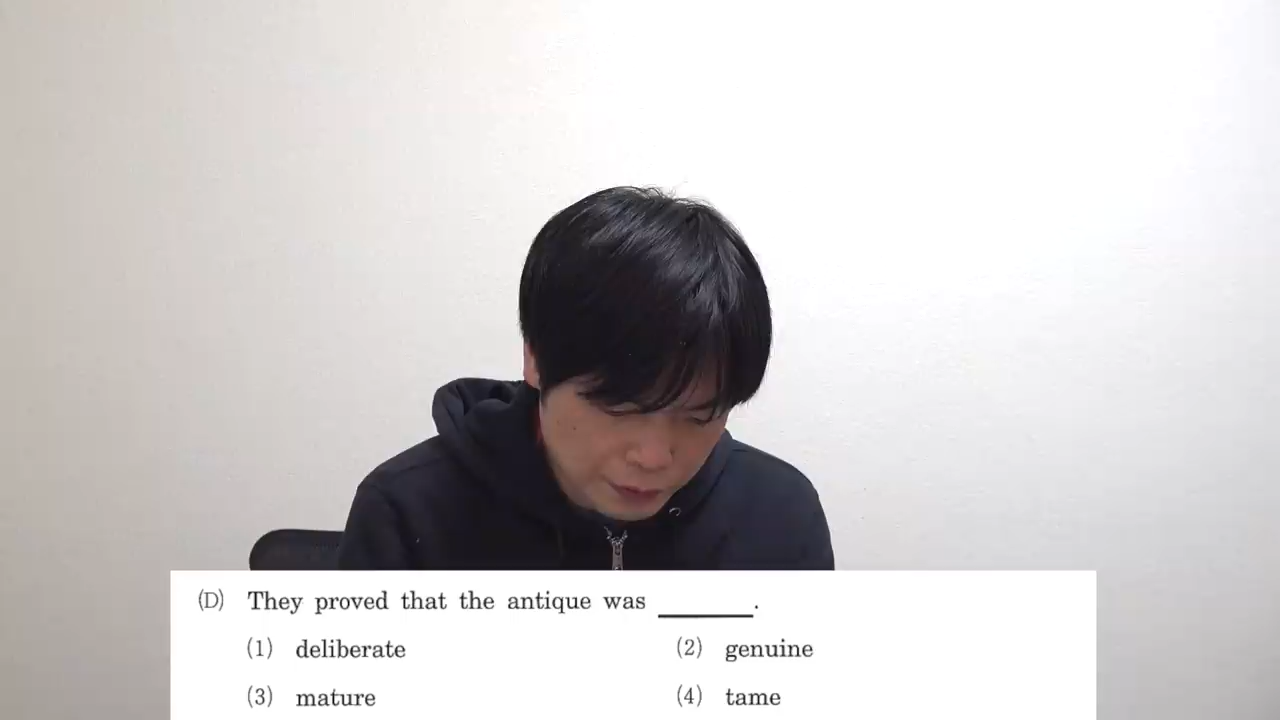 (D) They proved that the antique was ________.
(1) deliberate (2) genuine
(3) mature (4) tame